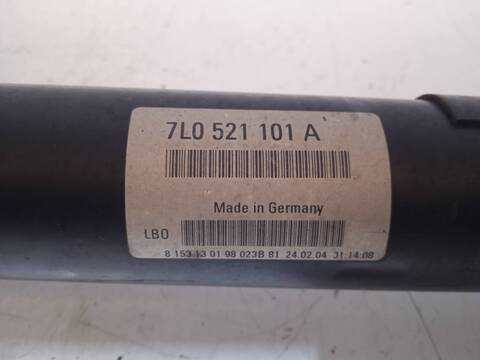 7L0 521 101 A
Made in Germany
LBO
8 153 13 01 98 023B 81 24.02.04 31:14:08